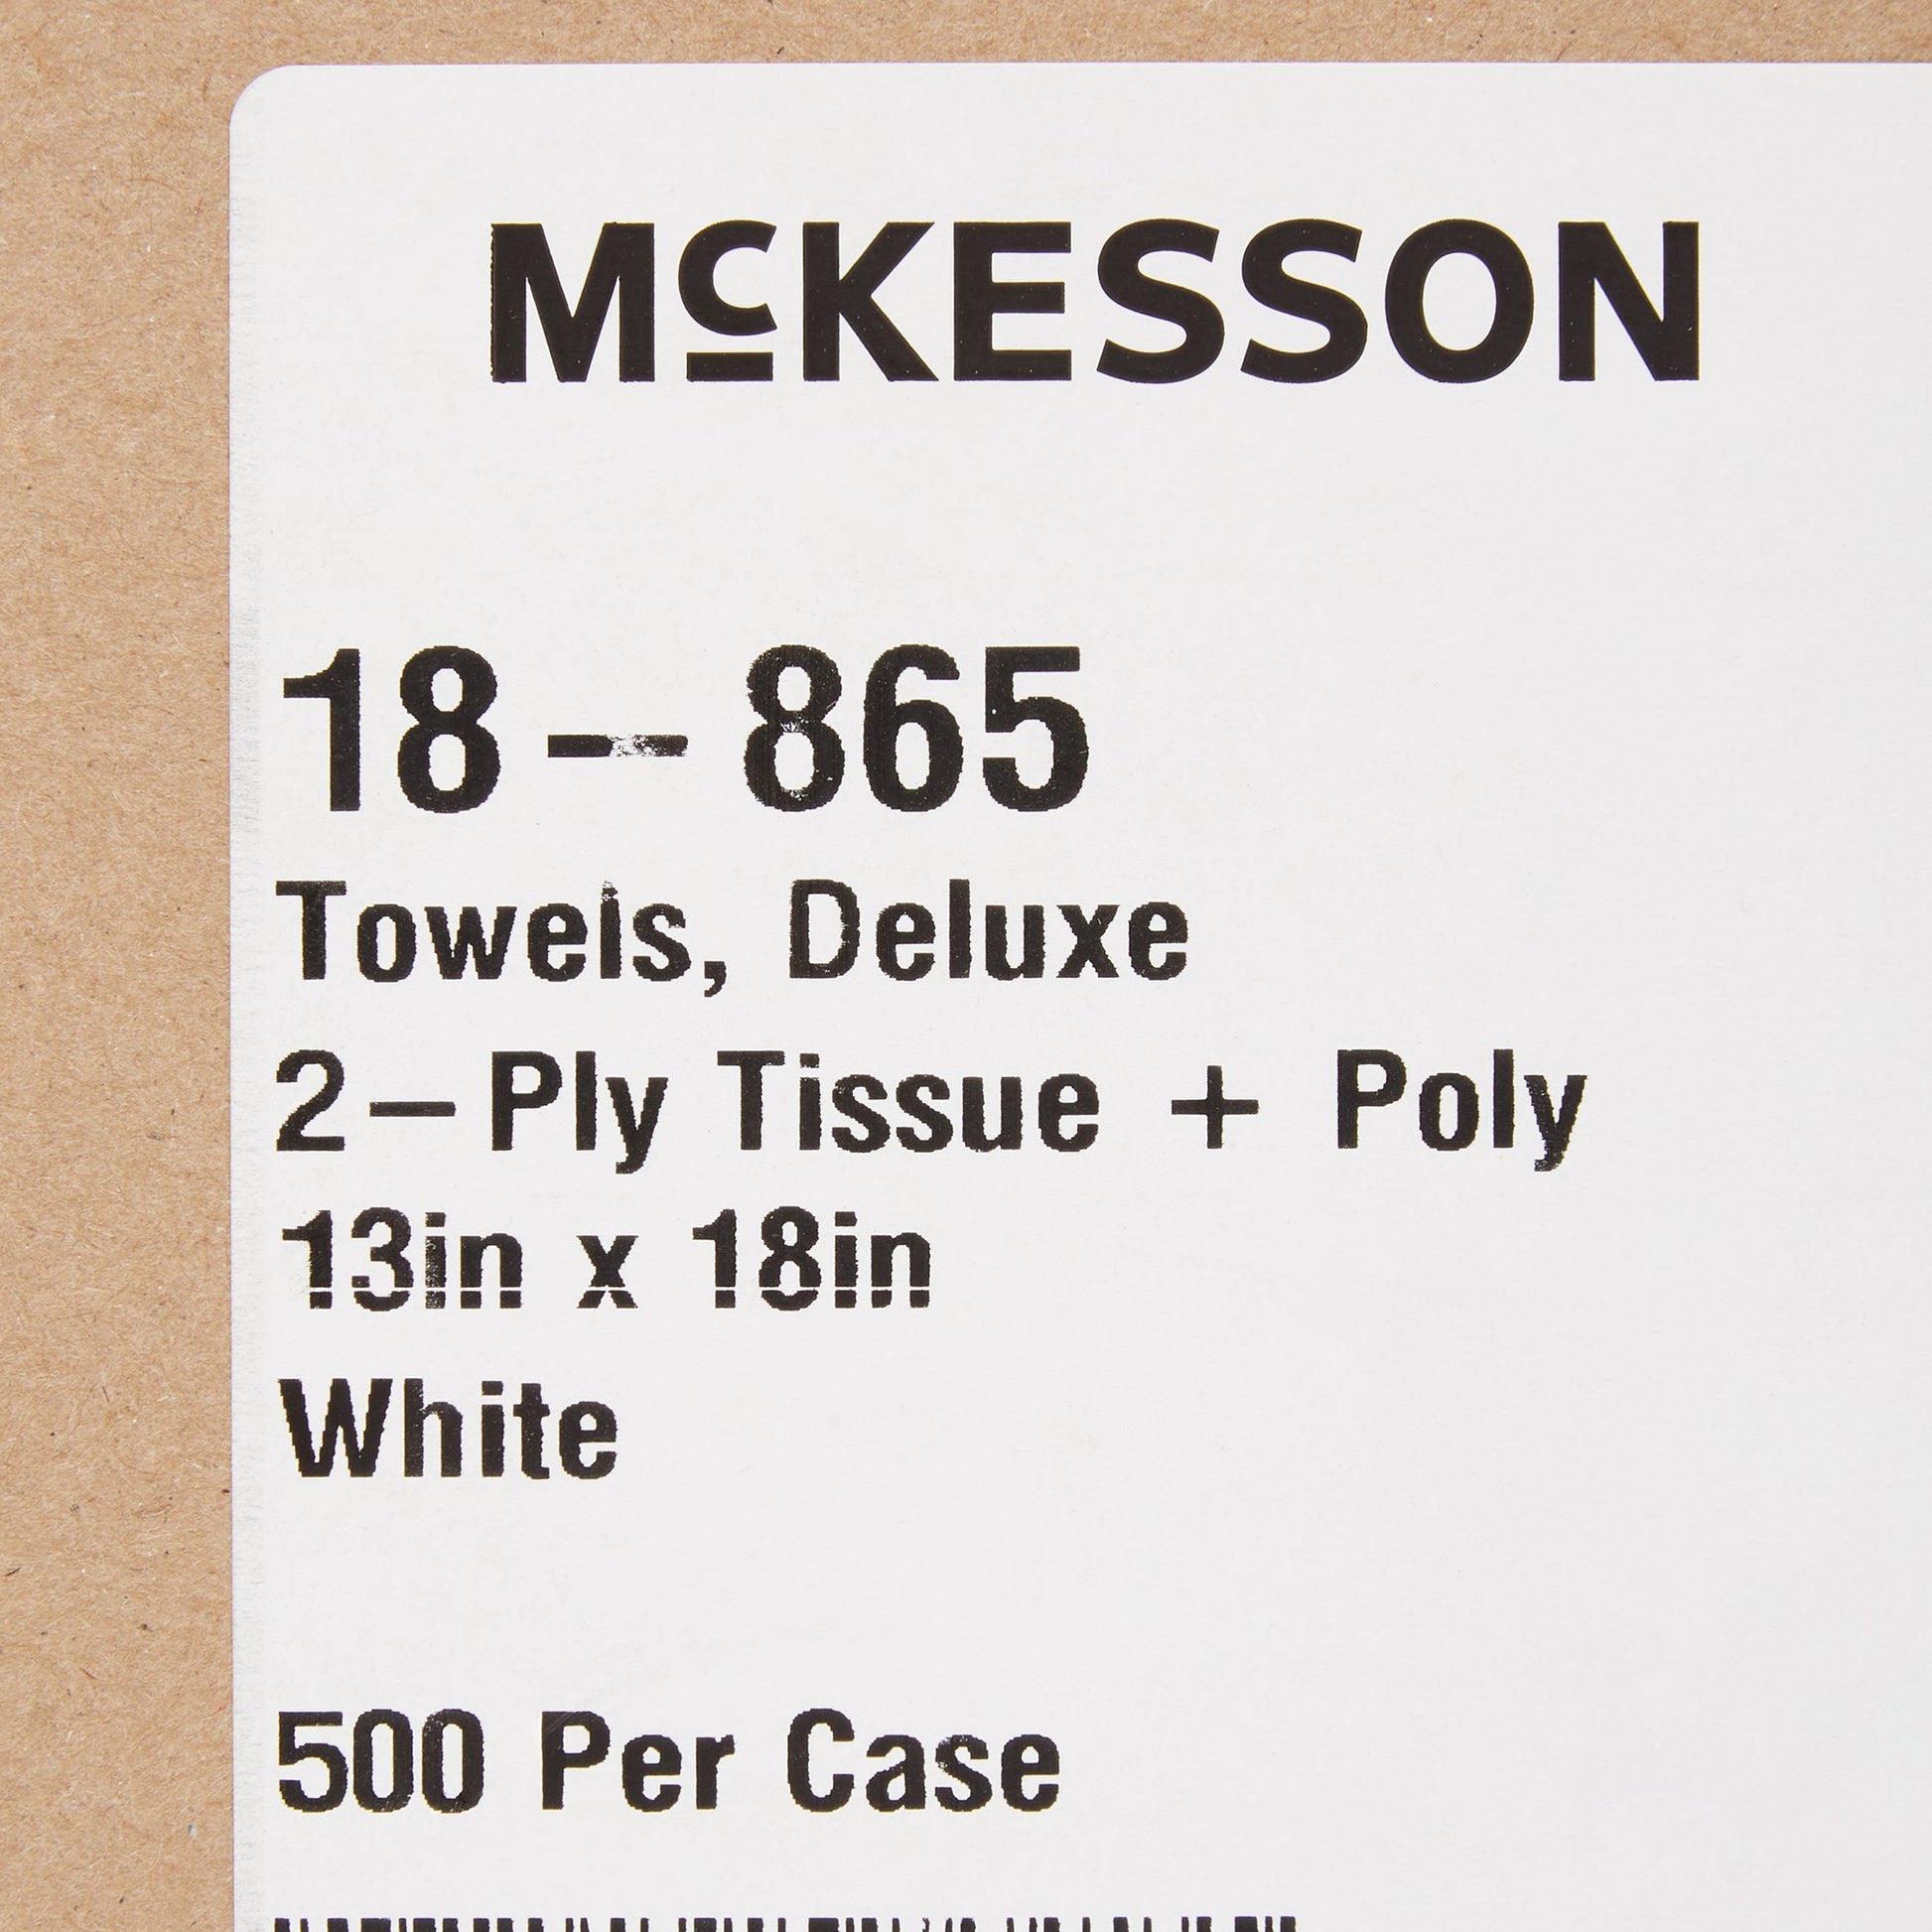 McKESSON
18-865
Towels, Deluxe
2-Ply Tissue + Poly
13in x 18in
White
500 Per Case